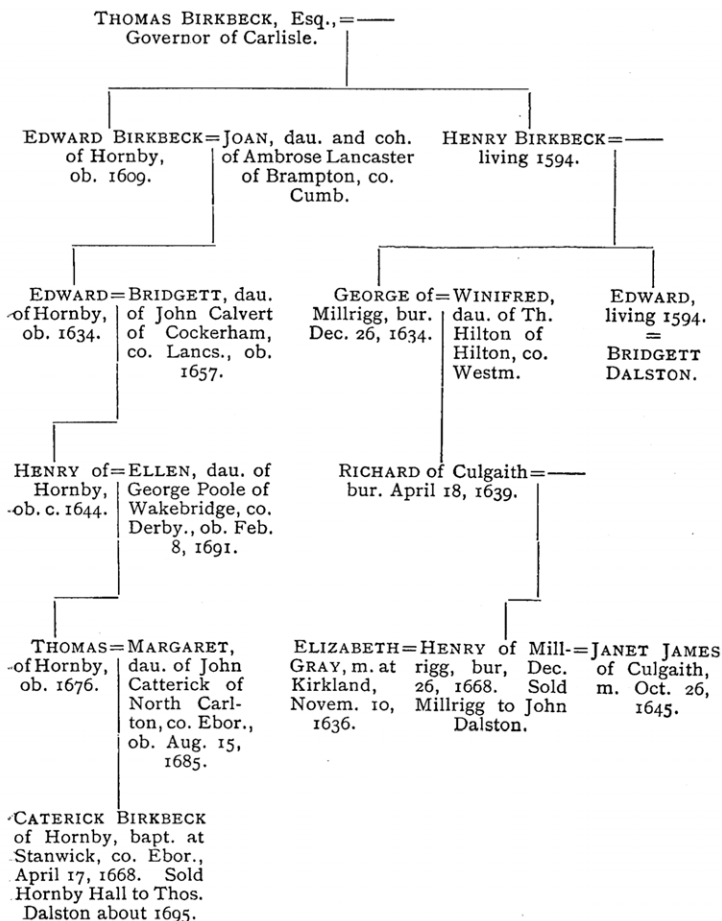 THOMAS BIRKBECK, Esq.,=——
Governor of Carlisle.
EDWARD BIRKBECK=JOAN, dau. and coh.
of Hornby,
ob. 1609.
of Ambrose Lancaster
of Brampton, co.
Cumb.
HENRY BIRKBECK=——
living 1594.
EDWARD=BRIDGETT, dau.
of Hornby,
ob. 1634.
of John Calvert
of Cockerham,
co. Lancs., ob.
1657.
GEORGE of=WINIFRED,
Millrigg, bur.
Dec. 26, 1634.
dau. of Th.
Hilton of
Hilton, co.
Westm.
EDWARD,
living 1594.
=
BRIDGETT
DALSTON.
HENRY of=ELLEN, dau. of
Hornby,
ob. c. 1644.
George Poole of
Wakebridge, co.
Derby., ob. Feb.
8, 1691.
RICHARD of Culgaith=——
bur. April 18, 1639.
THOMAS=MARGARET,
of Hornby,
ob. 1676.
dau. of John
Catterick of
North Carl-
ton, co. Ebor.,
ob. Aug. 15,
1685.
ELIZABETH=HENRY of Mill-=JANET JAMES
GRAY, m. at
Kirkland,
Novem. 10,
1636.
rigg, bur, Dec.
26, 1668. Sold
Millrigg to John
Dalston.
of Culgaith,
m. Oct. 26,
1645.
CATERICK BIRKBECK
of Hornby, bapt. at
Stanwick, co. Ebor.,
April 17, 1668. Sold
Hornby Hall to Thos.
Dalston about 1695.